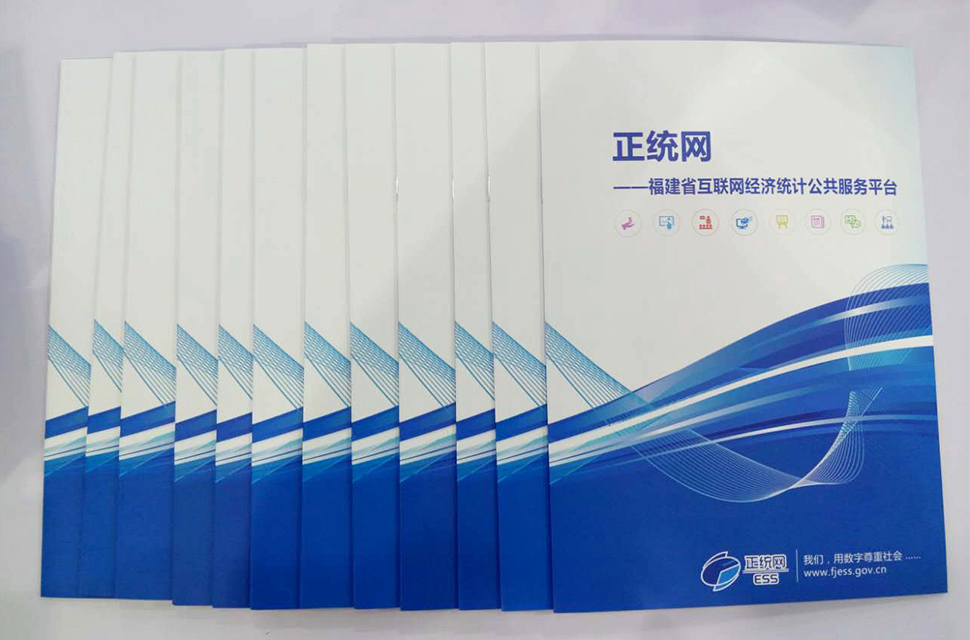 正统网
——福建省互联网经济统计公共服务平台
正统网
ESS
我们，用数字尊重社会……
www.fjess.gov.cn